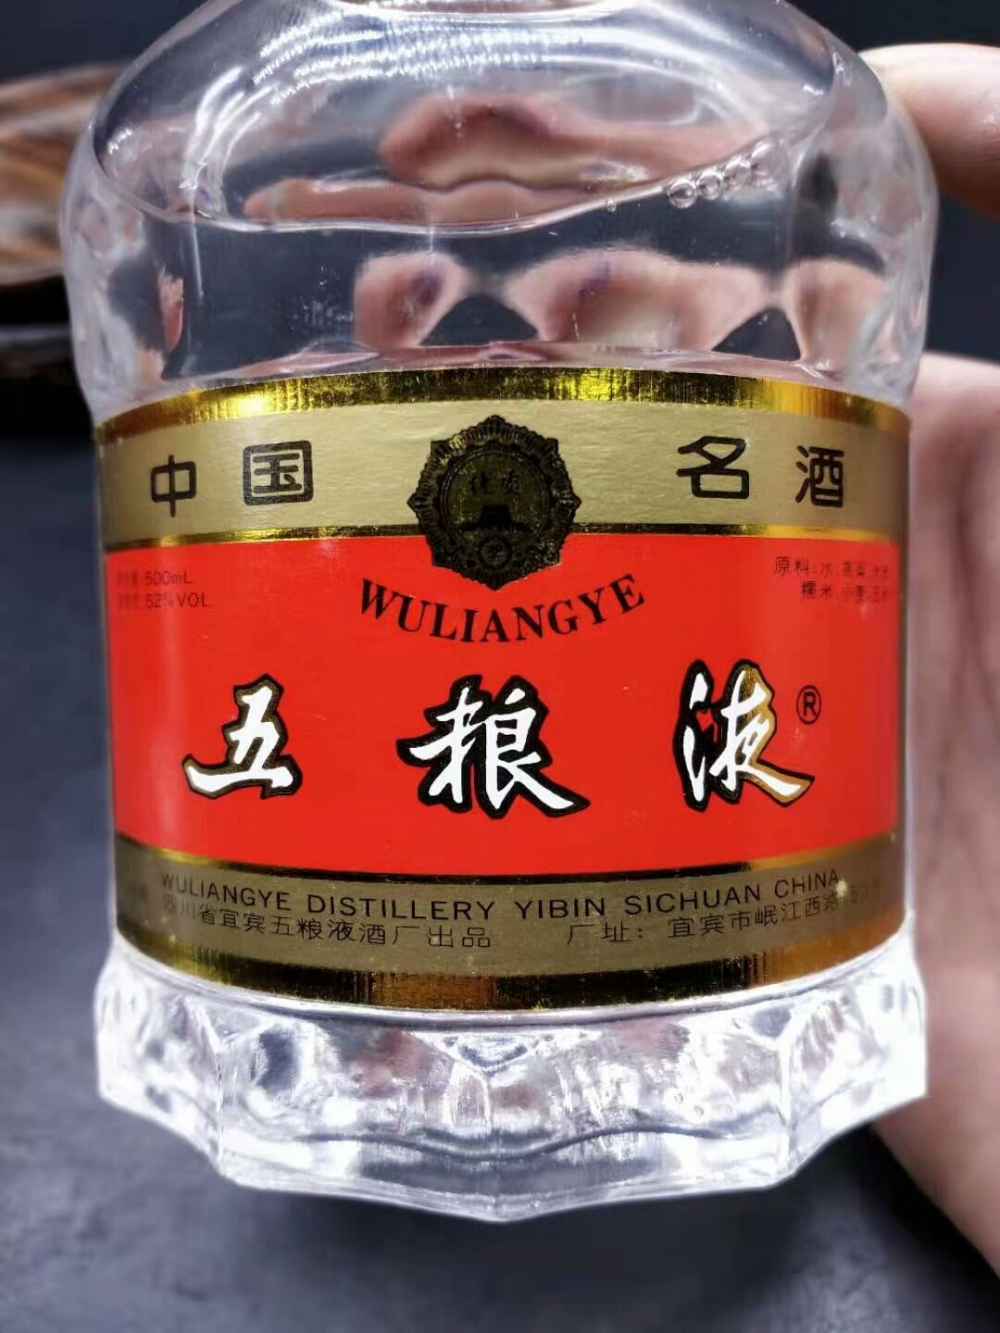 中国 名酒
500mL
52%VOL
原料:水、高粱、大米
糯米、小麦、玉米
WULIANGYE
五粮液®
WULIANGYE DISTILLERY YIBIN SICHUAN CHINA
四川省宜宾五粮液酒厂出品 厂址：宜宾市岷江西路